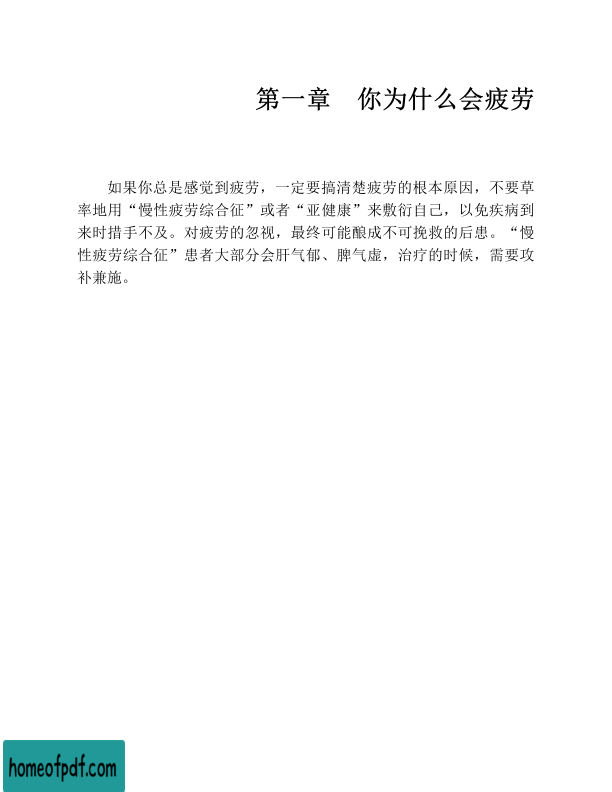 第一章　你为什么会疲劳
如果你总是感觉到疲劳，一定要搞清楚疲劳的根本原因，不要草
率地用“慢性疲劳综合征”或者“亚健康”来敷衍自己，以免疾病到
来时措手不及。对疲劳的忽视，最终可能酿成不可挽救的后患。“慢
性疲劳综合征”患者大部分会肝气郁、脾气虚，治疗的时候，需要攻
补兼施。
homeofpdf.com